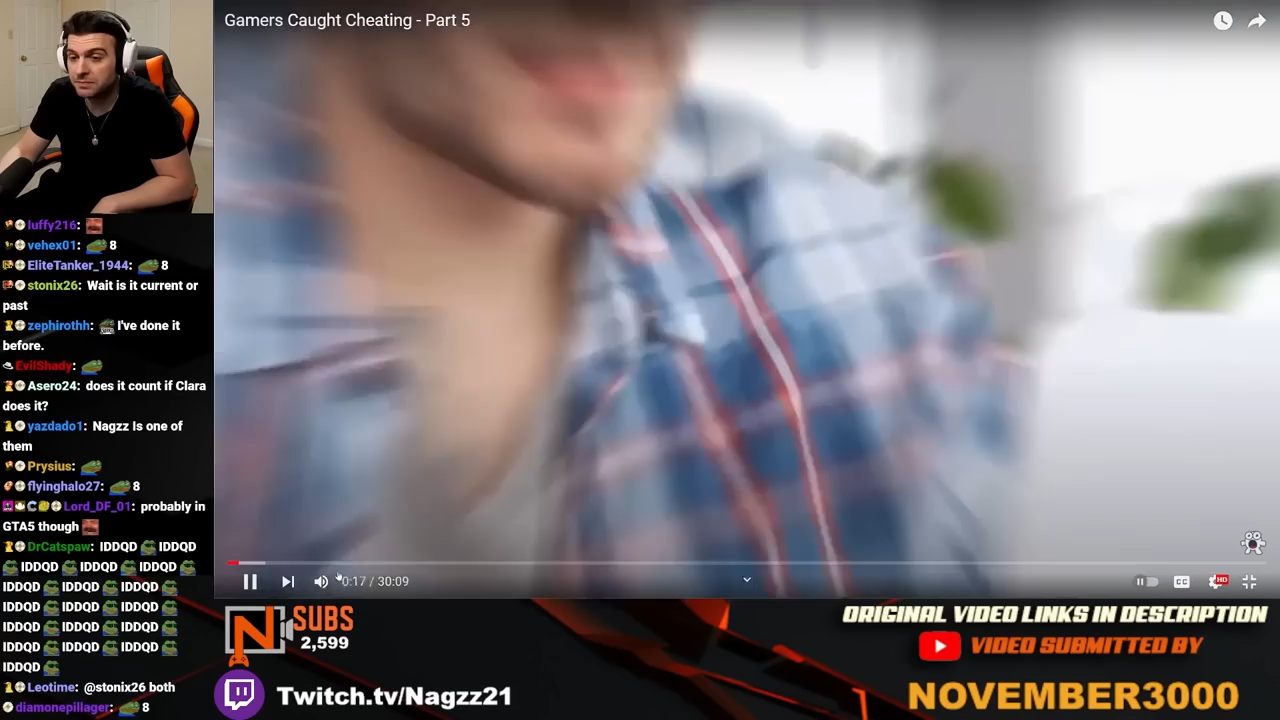 Gamers Caught Cheating - Part 5
luffy216:
vehex01: 8
EliteTanker_1944: 8
stonix26: Wait is it current or
past
zephirothh: I've done it
before.
EvilShady:
Asero24: does it count if Clara
does it?
yazdado1: Nagzz Is one of
them
Prysius:
flyinghalo27: 8
Lord_DF_01: probably in
GTA5 though
DrCatspaw: IDDQD IDDQD
IDDQD IDDQD IDDQD
IDDQD IDDQD IDDQD
IDDQD IDDQD IDDQD
IDDQD IDDQD IDDQD
IDDQD IDDQD IDDQD
IDDQD
Leotime: @stonix26 both
diamonepillager: 8
0:17 / 30:09
CC
HD
N SUBS
2,599
Twitch.tv/Nagzz21
ORIGINAL VIDEO LINKS IN DESCRIPTION
VIDEO SUBMITTED BY
NOVEMBER3000